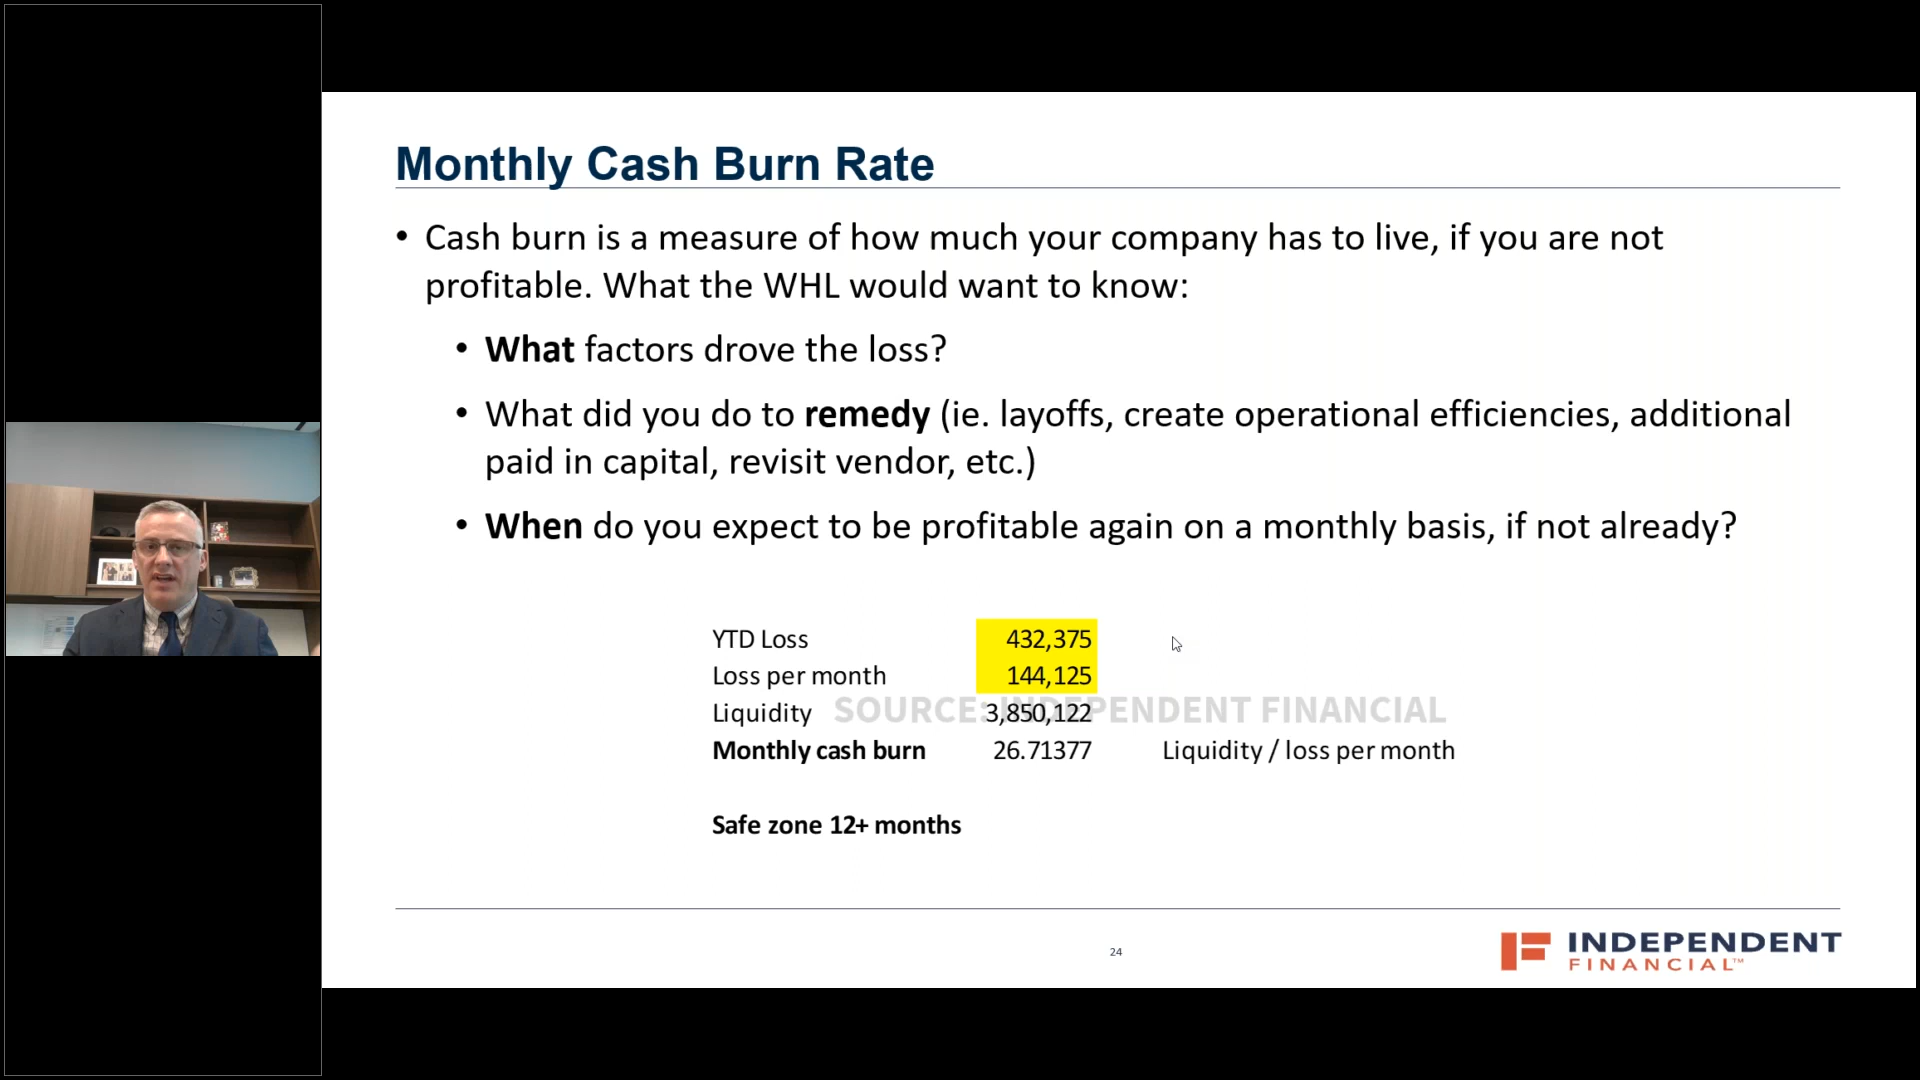 Monthly Cash Burn Rate
• Cash burn is a measure of how much your company has to live, if you are not
profitable. What the WHL would want to know:
• What factors drove the loss?
• What did you do to remedy (ie. layoffs, create operational efficiencies, additional
paid in capital, revisit vendor, etc.)
• When do you expect to be profitable again on a monthly basis, if not already?
YTD Loss 432,375
Loss per month 144,125
SOURCE: INDEPENDENT FINANCIAL
Liquidity 3,850,122
Monthly cash burn 26.71377 Liquidity / loss per month
Safe zone 12+ months
24
IF INDEPENDENT
FINANCIAL™